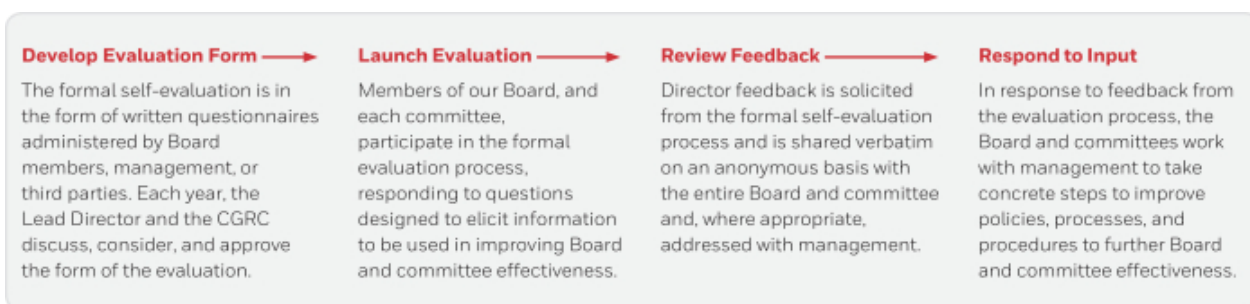 Develop Evaluation Form
The formal self-evaluation is in
the form of written questionnaires
administered by Board
members, management, or
third parties. Each year, the
Lead Director and the CGRC
discuss, consider, and approve
the form of the evaluation.
Launch Evaluation
Members of our Board, and
each committee,
participate in the formal
evaluation process,
responding to questions
designed to elicit information
to be used in improving Board
and committee effectiveness.
Review Feedback
Director feedback is solicited
from the formal self-evaluation
process and is shared verbatim
on an anonymous basis with
the entire Board and committee
and, where appropriate,
addressed with management.
Respond to Input
In response to feedback from
the evaluation process, the
Board and committees work
with management to take
concrete steps to improve
policies, processes, and
procedures to further Board
and committee effectiveness.